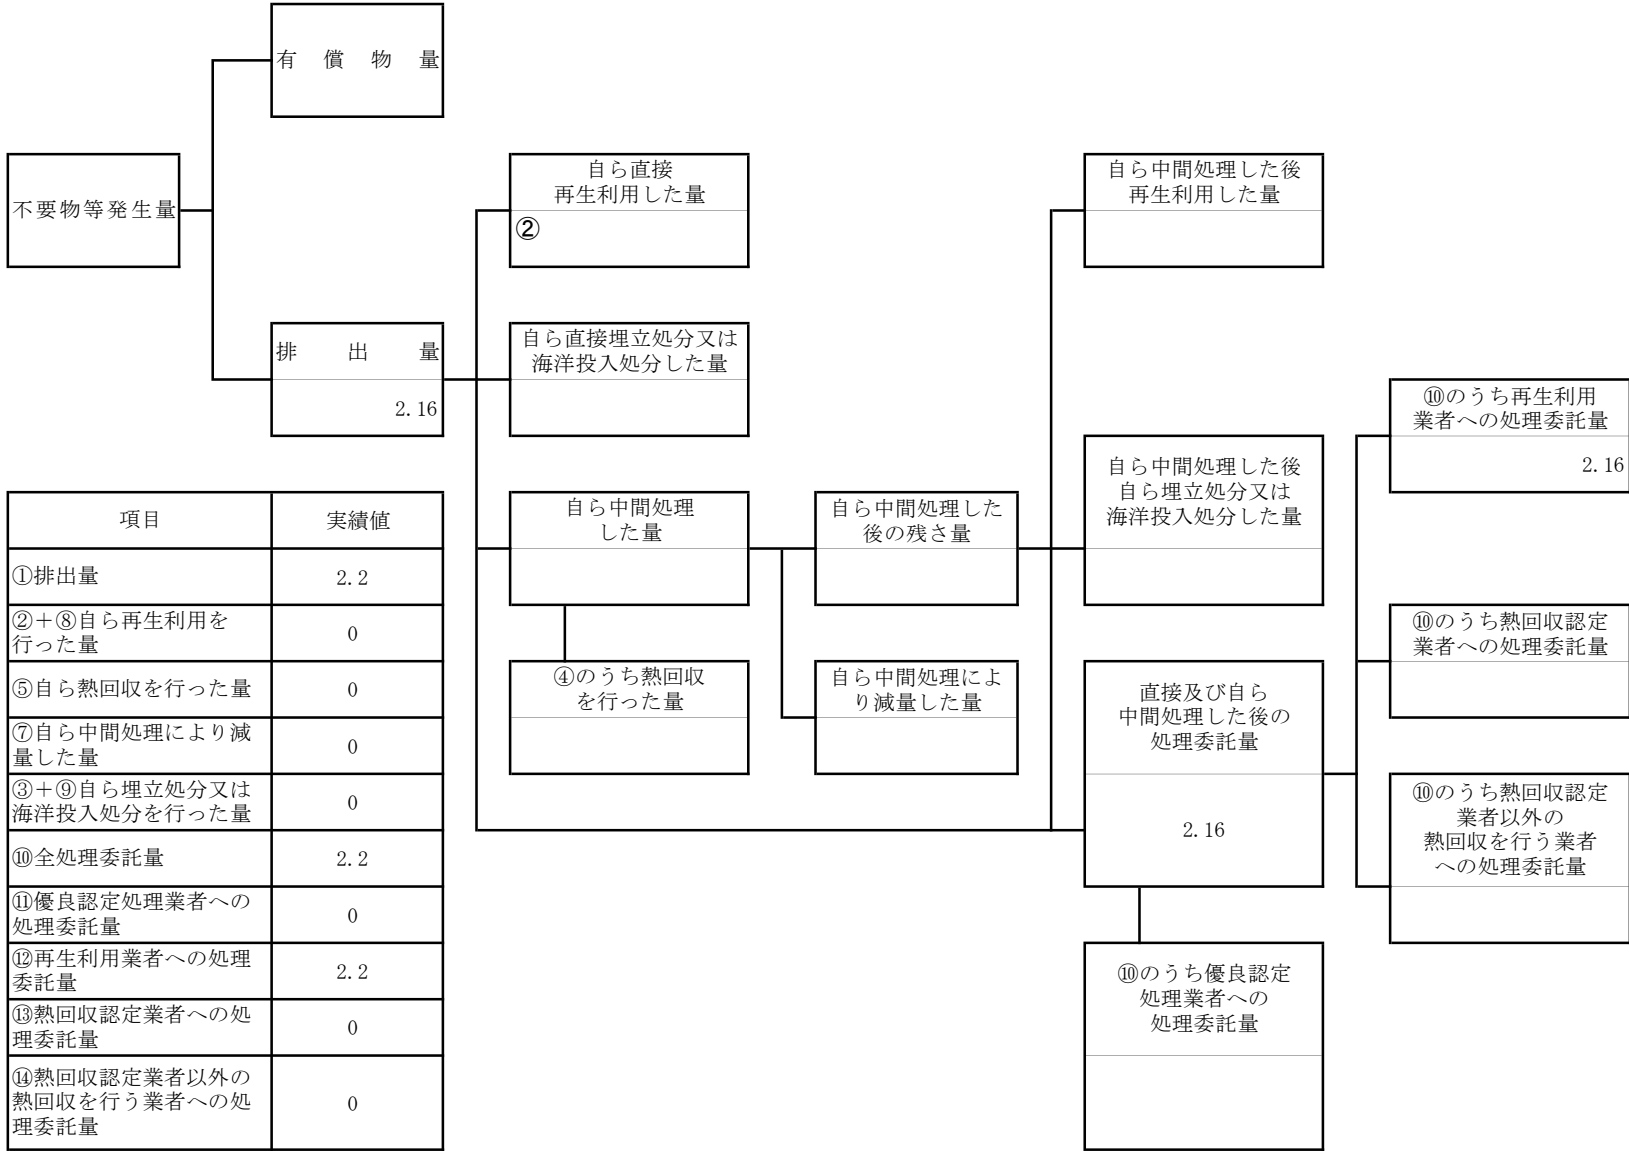 有償物量
不要物等発生量
自ら直接
再生利用した量
②
自ら中間処理した後
再生利用した量
排出量
2.16
自ら直接埋立処分又は
海洋投入処分した量
⑩のうち再生利用
業者への処理委託量
2.16
自ら中間処理
した量
自ら中間処理した
後の残さ量
自ら中間処理した後
自ら埋立処分又は
海洋投入処分した量
④のうち熱回収
を行った量
自ら中間処理によ
り減量した量
直接及び自ら
中間処理した後の
処理委託量
2.16
⑩のうち熱回収認定
業者への処理委託量
⑩のうち熱回収認定
業者以外の
熱回収を行う業者
への処理委託量
⑩のうち優良認定
処理業者への
処理委託量
項目 実績値
①排出量 2.2
②+⑧自ら再生利用を
行った量 0
⑤自ら熱回収を行った量 0
⑦自ら中間処理により減
量した量 0
③+⑨自ら埋立処分又は
海洋投入処分を行った量 0
⑩全処理委託量 2.2
⑪優良認定処理業者への
処理委託量 0
⑫再生利用業者への処理
委託量 2.2
⑬熱回収認定業者への処
理委託量 0
⑭熱回収認定業者以外の
熱回収を行う業者への処
理委託量 0